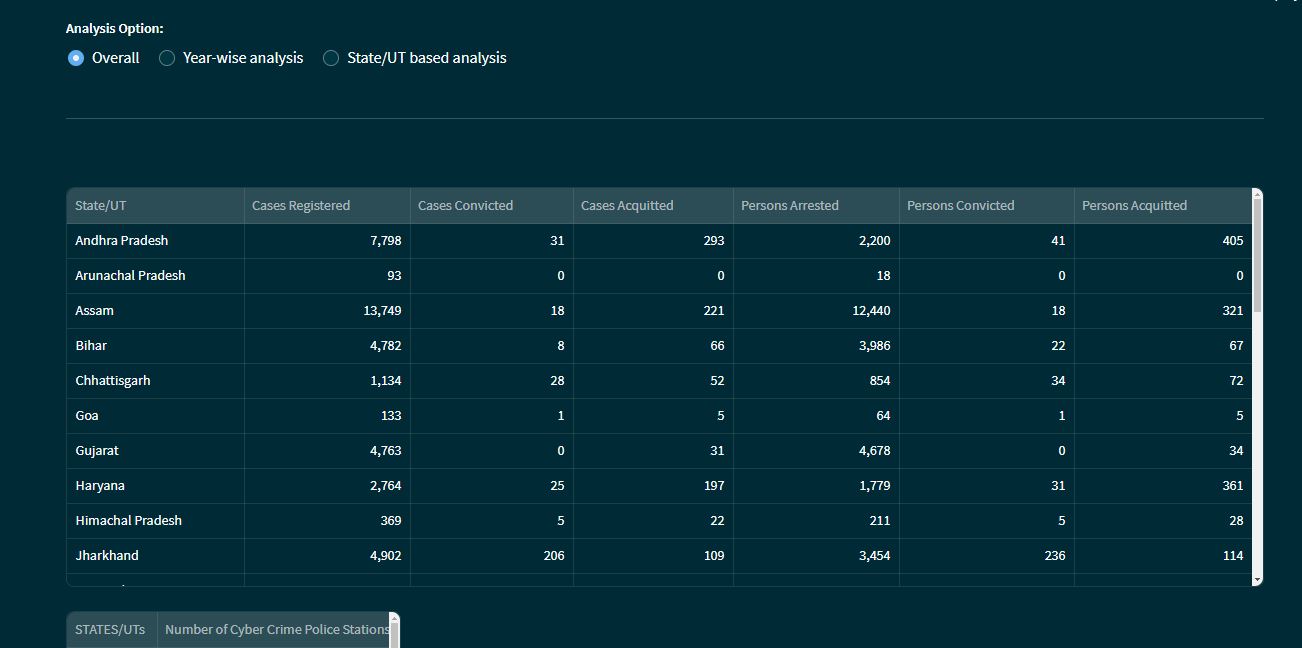 Analysis Option:
Overall Year-wise analysis State/UT based analysis
State/UT Cases Registered Cases Convicted Cases Acquitted Persons Arrested Persons Convicted Persons Acquitted
Andhra Pradesh 7,798 31 293 2,200 41 405
Arunachal Pradesh 93 0 0 18 0 0
Assam 13,749 18 221 12,440 18 321
Bihar 4,782 8 66 3,986 22 67
Chhattisgarh 1,134 28 52 854 34 72
Goa 133 1 5 64 1 5
Gujarat 4,763 0 31 4,678 0 34
Haryana 2,764 25 197 1,779 31 361
Himachal Pradesh 369 5 22 211 5 28
Jharkhand 4,902 206 109 3,454 236 114
STATES/UTs Number of Cyber Crime Police Stations